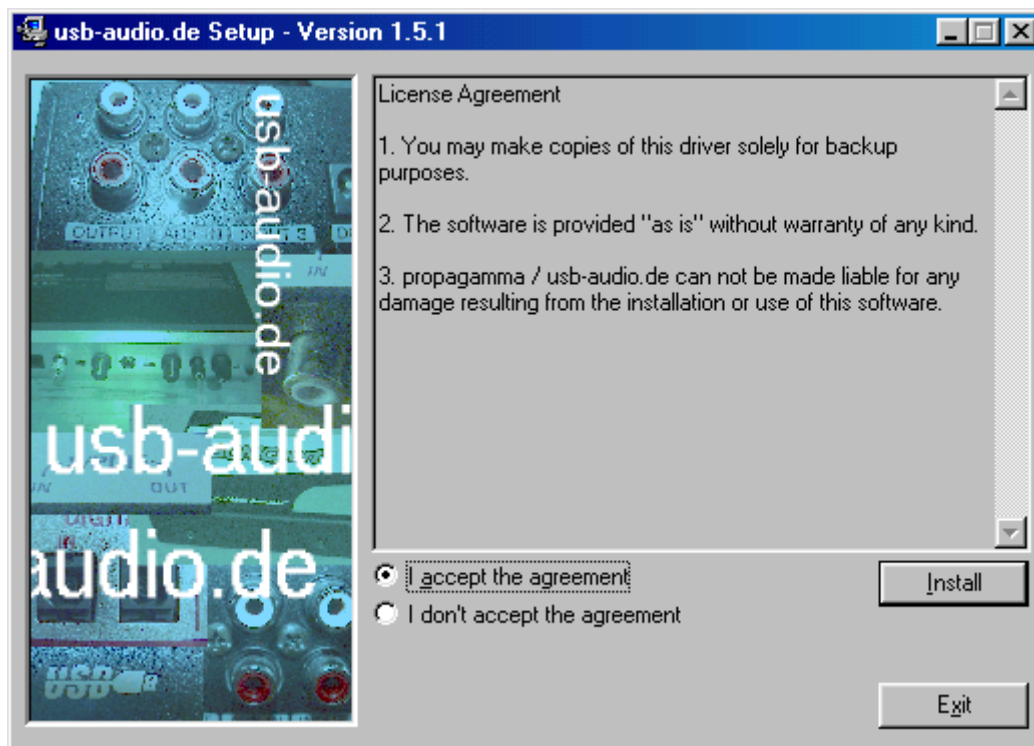 usb-audio.de Setup - Version 1.5.1
usb-audio.de
OUTPUT
IN
usb-audi
OUT
IN
audio.de
USB
License Agreement
1. You may make copies of this driver solely for backup
purposes.
2. The software is provided "as is" without warranty of any kind.
3. propagamma / usb-audio.de can not be made liable for any
damage resulting from the installation or use of this software.
I accept the agreement
I don't accept the agreement
Install
Exit